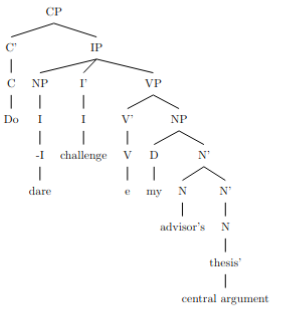 CP
C' IP
C NP I' VP
Do I I V' NP
-I challenge V D N'
dare e my N N'
advisor's N
thesis'
central argument